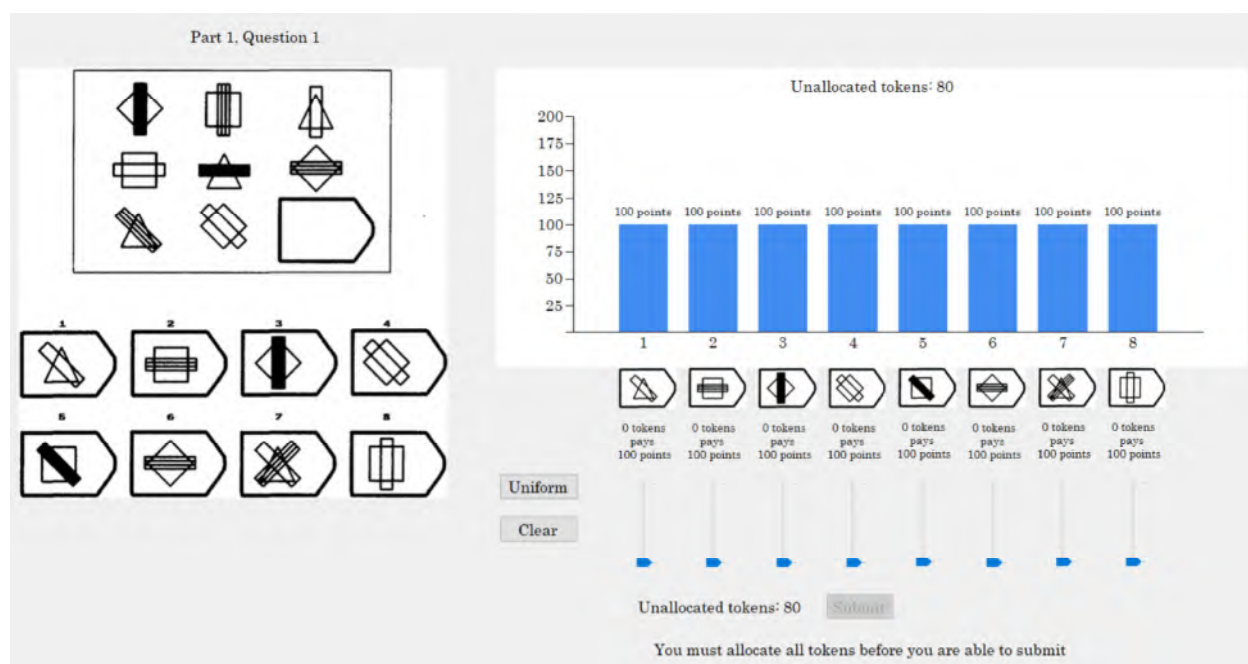 Part 1, Question 1
1 2 3 4
5 6 7 8
Unallocated tokens: 80
200
175
150
125
100
75
50
25
100 points 100 points 100 points 100 points 100 points 100 points 100 points 100 points
1 2 3 4 5 6 7 8
0 tokens 0 tokens 0 tokens 0 tokens 0 tokens 0 tokens 0 tokens 0 tokens
pays pays pays pays pays pays pays pays
100 points 100 points 100 points 100 points 100 points 100 points 100 points 100 points
Uniform
Clear
Unallocated tokens: 80 Submit
You must allocate all tokens before you are able to submit